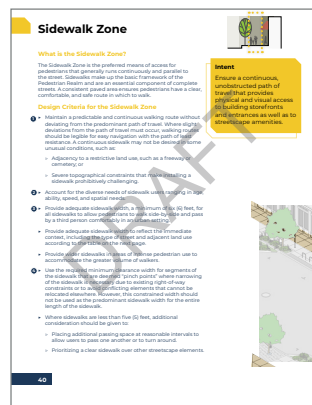 Sidewalk Zone
What is the Sidewalk Zone?
The Sidewalk Zone is the preferred means of access for
pedestrians that generally runs continuously and parallel to
the street. Sidewalks make up the basic framework of the
Pedestrian Realm and are an essential component of complete
streets. A consistent paved area ensures pedestrians have a clear,
comfortable, and safe route in which to walk.
Design Criteria for the Sidewalk Zone
Maintain a predictable and continuous walking route without
deviating from the predominant path of travel. Where slight
deviations from the path of travel must occur, walking routes
should be legible for easy navigation with the path of least
resistance. A continuous sidewalk may not be desired in some
unusual conditions, such as:
Adjacency to a restrictive land use, such as a freeway or
cemetery, or
Severe topographical constraints that make installing a
sidewalk prohibitively challenging.
Account for the diverse needs of sidewalk users ranging in age,
ability, speed, and spatial needs.
Provide adequate sidewalk width, a minimum of six (6) feet, for
all sidewalks to allow pedestrians to walk side-by-side and pass
by a third person comfortably in an urban setting.
Provide adequate sidewalk width to reflect the immediate
context, including the type of street and adjacent land use
according to the table on the next page.
Provide wider sidewalks in areas of intense pedestrian use to
accommodate the greater volume of walkers.
Use the required minimum clearance width for segments of
the sidewalk that are deemed "pinch points" where narrowing
of the sidewalk is necessary due to existing right-of-way
constraints or to avoid conflicting elements that cannot be
relocated elsewhere. However, this constrained width should
not be used as the predominant sidewalk width for the entire
length of the sidewalk.
Where sidewalks are less than five (5) feet, additional
consideration should be given to:
Placing additional passing space at reasonable intervals to
allow users to pass one another or to turn around.
Prioritizing a clear sidewalk over other streetscape elements.
Intent
Ensure a continuous,
unobstructed path of
travel that provides
physical and visual access
to building storefronts
and entrances as well as to
streetscape amenities.
DRAFT
40